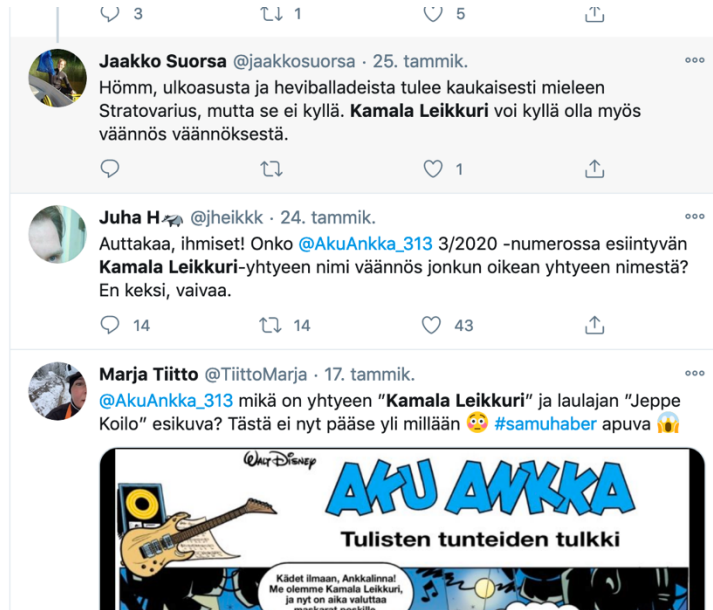 3 1 5
Jaakko Suorsa @jaakkosuorsa · 25. tammik.
Hömm, ulkoasusta ja heviballadeista tulee kaukaisesti mieleen
Stratovarius, mutta se ei kyllä. Kamala Leikkuri voi kyllä olla myös
väännös väännöksestä.
1
Juha H🦡 @jheikkk · 24. tammik.
Auttakaa, ihmiset! Onko @AkuAnkka_313 3/2020 -numerossa esiintyvän
Kamala Leikkuri-yhtyeen nimi väännös jonkun oikean yhtyeen nimestä?
En keksi, vaivaa.
14 14 43
Marja Tiitto @TiittoMarja · 17. tammik.
@AkuAnkka_313 mikä on yhtyeen ”Kamala Leikkuri” ja laulajan ”Jeppe
Koilo” esikuva? Tästä ei nyt pääse yli millään 😳 #samuhaber apuva 😱
WALT DISNEY
AKU ANKKA
Tulisten tunteiden tulkki
Kädet ilmaan, Ankkalinna!
Me olemme Kamala Leikkuri,
ja nyt on aika valuttaa
maskarat poskille